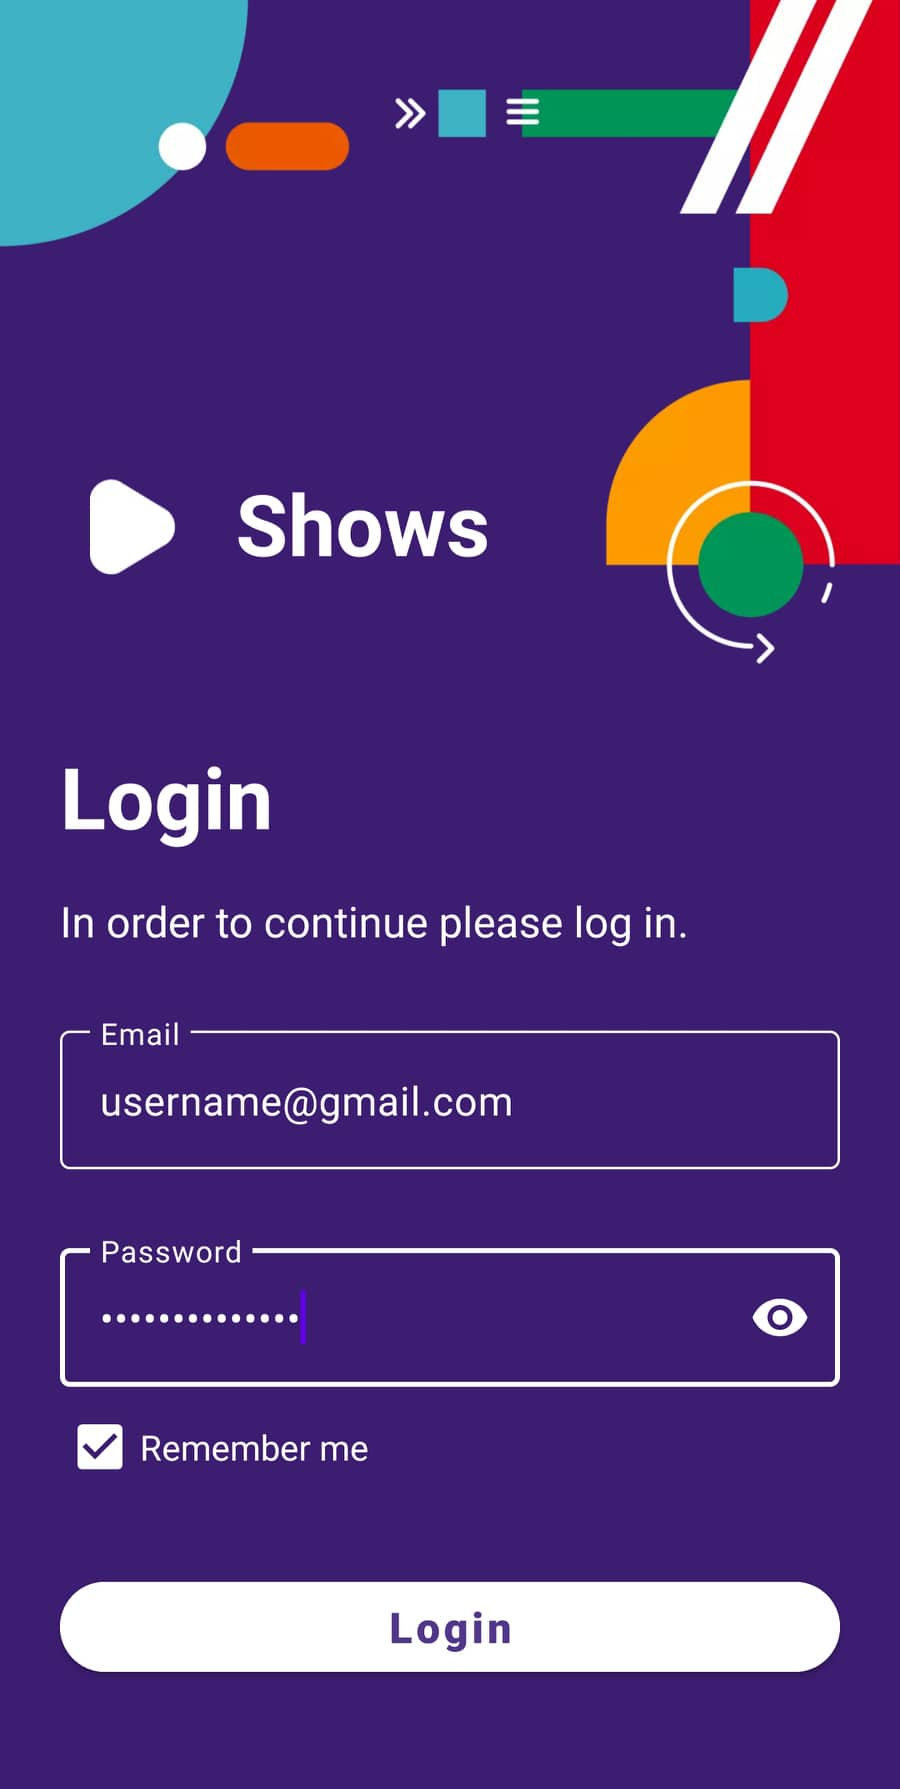 Shows
Login
In order to continue please log in.
Email
username@gmail.com
Password
••••••••••••••
Remember me
Login